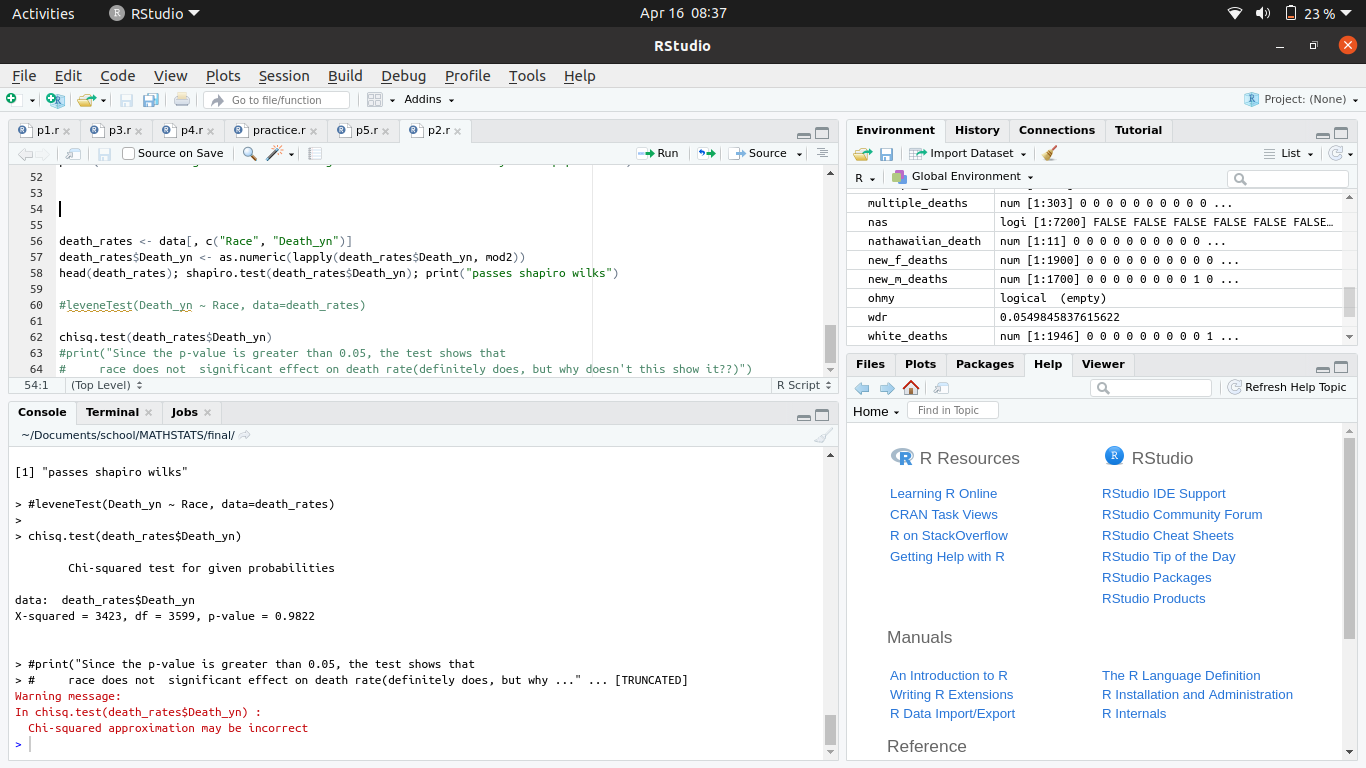 Activities RStudio Apr 16 08:37 23 %
RStudio
File Edit Code View Plots Session Build Debug Profile Tools Help
Go to file/function Addins Project: (None)
p1.r p3.r p4.r practice.r p5.r p2.r
Source on Save Run Source
52
53
54
55
56 death_rates <- data[, c("Race", "Death_yn")]
57 death_rates$Death_yn <- as.numeric(lapply(death_rates$Death_yn, mod2))
58 head(death_rates); shapiro.test(death_rates$Death_yn); print("passes shapiro wilks")
59
60 #leveneTest(Death_yn ~ Race, data=death_rates)
61
62 chisq.test(death_rates$Death_yn)
63 #print("Since the p-value is greater than 0.05, the test shows that
64 #     race does not  significant effect on death rate(definitely does, but why doesn't this show it??)")
54:1 (Top Level) R Script
Console Terminal Jobs
~/Documents/school/MATHSTATS/final/
[1] "passes shapiro wilks"
> #leveneTest(Death_yn ~ Race, data=death_rates)
>
> chisq.test(death_rates$Death_yn)
Chi-squared test for given probabilities
data:  death_rates$Death_yn
X-squared = 3423, df = 3599, p-value = 0.9822
> #print("Since the p-value is greater than 0.05, the test shows that
> #     race does not  significant effect on death rate(definitely does, but why ..." ... [TRUNCATED]
Warning message:
In chisq.test(death_rates$Death_yn) :
  Chi-squared approximation may be incorrect
>
Environment History Connections Tutorial
Import Dataset List
R Global Environment
multiple_deaths num [1:303] 0 0 0 0 0 0 0 0 0 0 ...
nas logi [1:7200] FALSE FALSE FALSE FALSE FALSE FALSE…
nathawaiian_death num [1:11] 0 0 0 0 0 0 0 0 0 0 ...
new_f_deaths num [1:1900] 0 0 0 0 0 0 0 0 0 0 ...
new_m_deaths num [1:1700] 0 0 0 0 0 0 0 0 1 0 ...
ohmy logical  (empty)
wdr 0.0549845837615622
white_deaths num [1:1946] 0 0 0 0 0 0 0 0 0 1 ...
Files Plots Packages Help Viewer
Refresh Help Topic
Home Find in Topic
R Resources
Learning R Online
CRAN Task Views
R on StackOverflow
Getting Help with R
RStudio
RStudio IDE Support
RStudio Community Forum
RStudio Cheat Sheets
RStudio Tip of the Day
RStudio Packages
RStudio Products
Manuals
An Introduction to R The R Language Definition
Writing R Extensions R Installation and Administration
R Data Import/Export R Internals
Reference